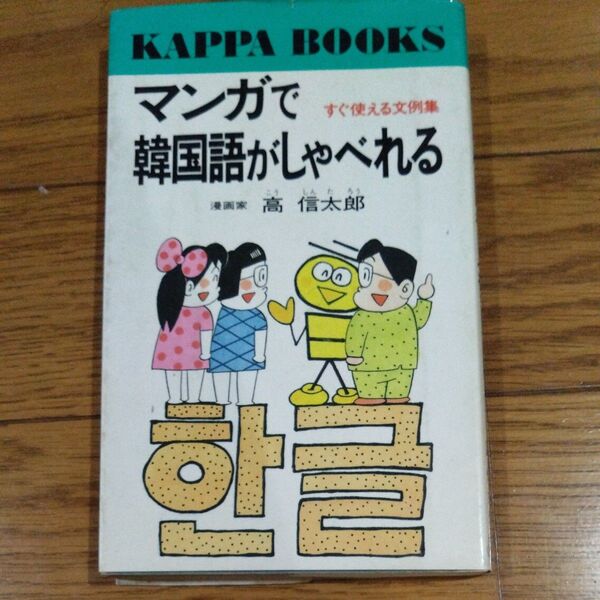 KAPPA BOOKS
マンガで
すぐ使える文例集
韓国語がしゃべれる
漫画家 高 信太郎
こう しん た ろう
한글